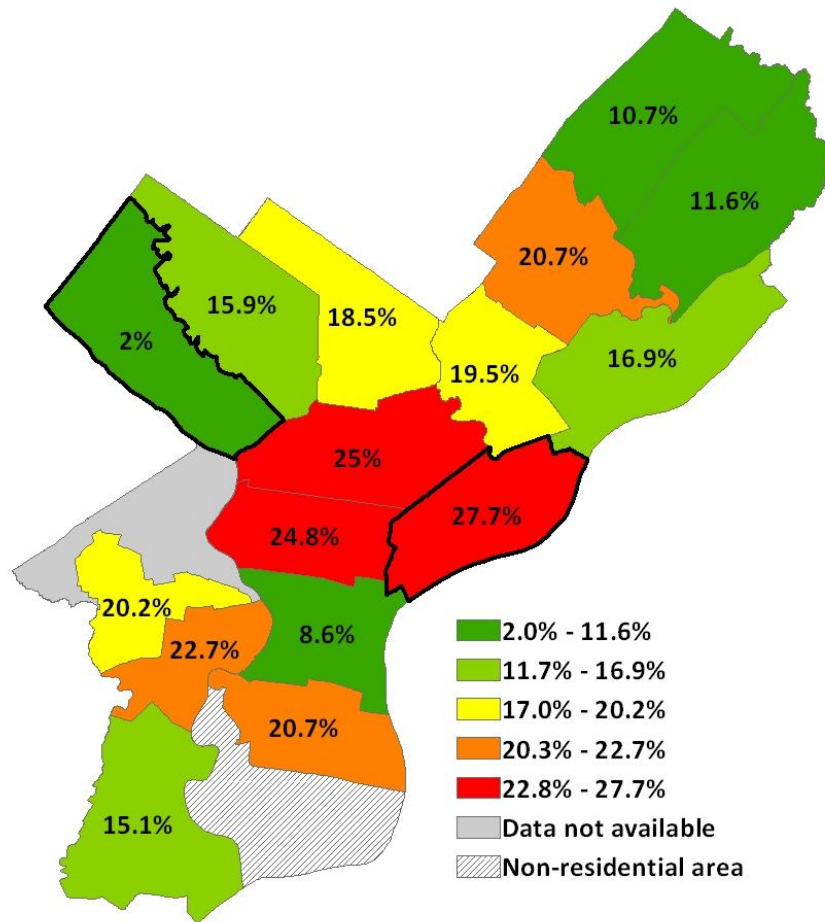 10.7%
11.6%
20.7%
15.9%
18.5%
2%
16.9%
19.5%
25%
27.7%
24.8%
20.2%
8.6%
22.7%
20.7%
15.1%
2.0% - 11.6%
11.7% - 16.9%
17.0% - 20.2%
20.3% - 22.7%
22.8% - 27.7%
Data not available
Non-residential area